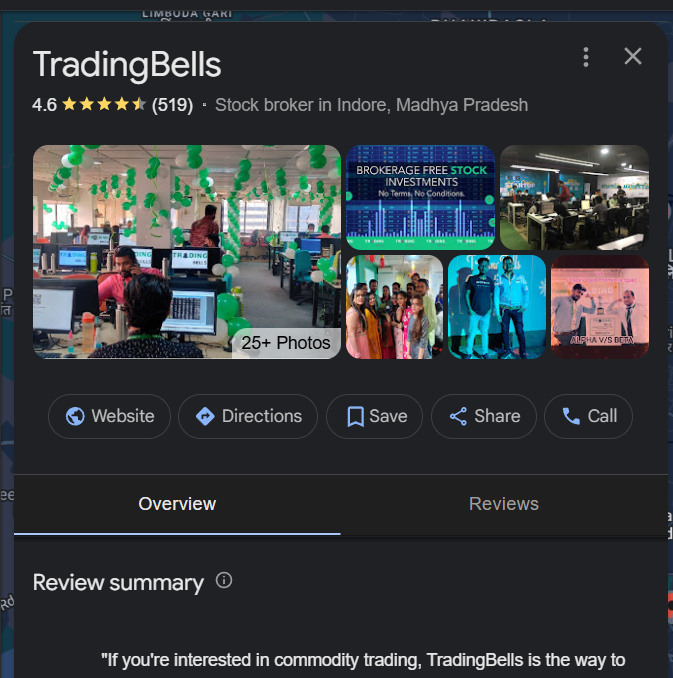 LIMBODA GARI
TradingBells
4.6 (519) · Stock broker in Indore, Madhya Pradesh
BROKERAGE FREE STOCK
INVESTMENTS
No Terms. No Conditions.
TRADING
BELLS
TRADING
25+ Photos
ALPHA V/S BETA
Website
Directions
Save
Share
Call
Overview
Reviews
Review summary
"If you're interested in commodity trading, TradingBells is the way to